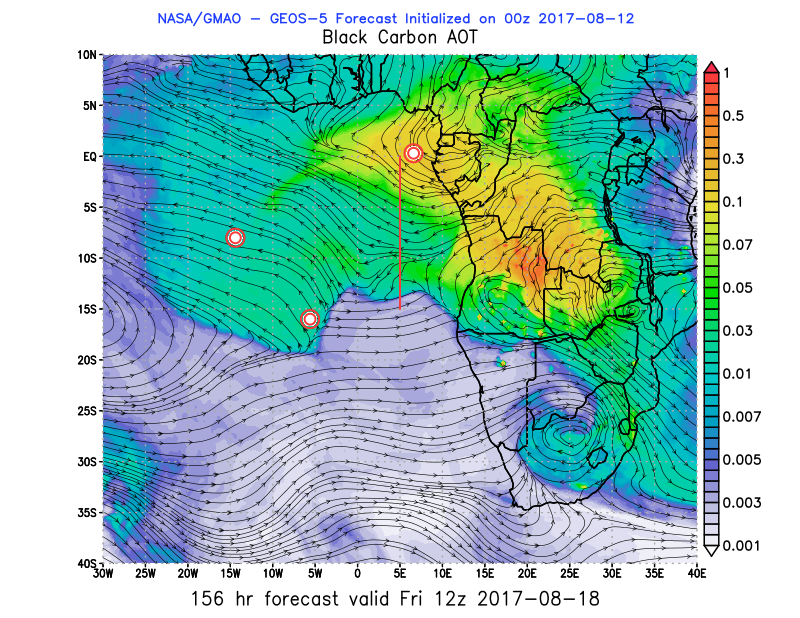 NASA/GMAO - GEOS-5 Forecast Initialized on 00z 2017-08-12
Black Carbon AOT
10N
5N
EQ
5S
10S
15S
20S
25S
30S
35S
40S
30W 25W 20W 15W 10W 5W 0 5E 10E 15E 20E 25E 30E 35E 40E
1
0.5
0.3
0.1
0.07
0.05
0.03
0.01
0.007
0.005
0.003
0.001
156 hr forecast valid Fri 12z 2017-08-18